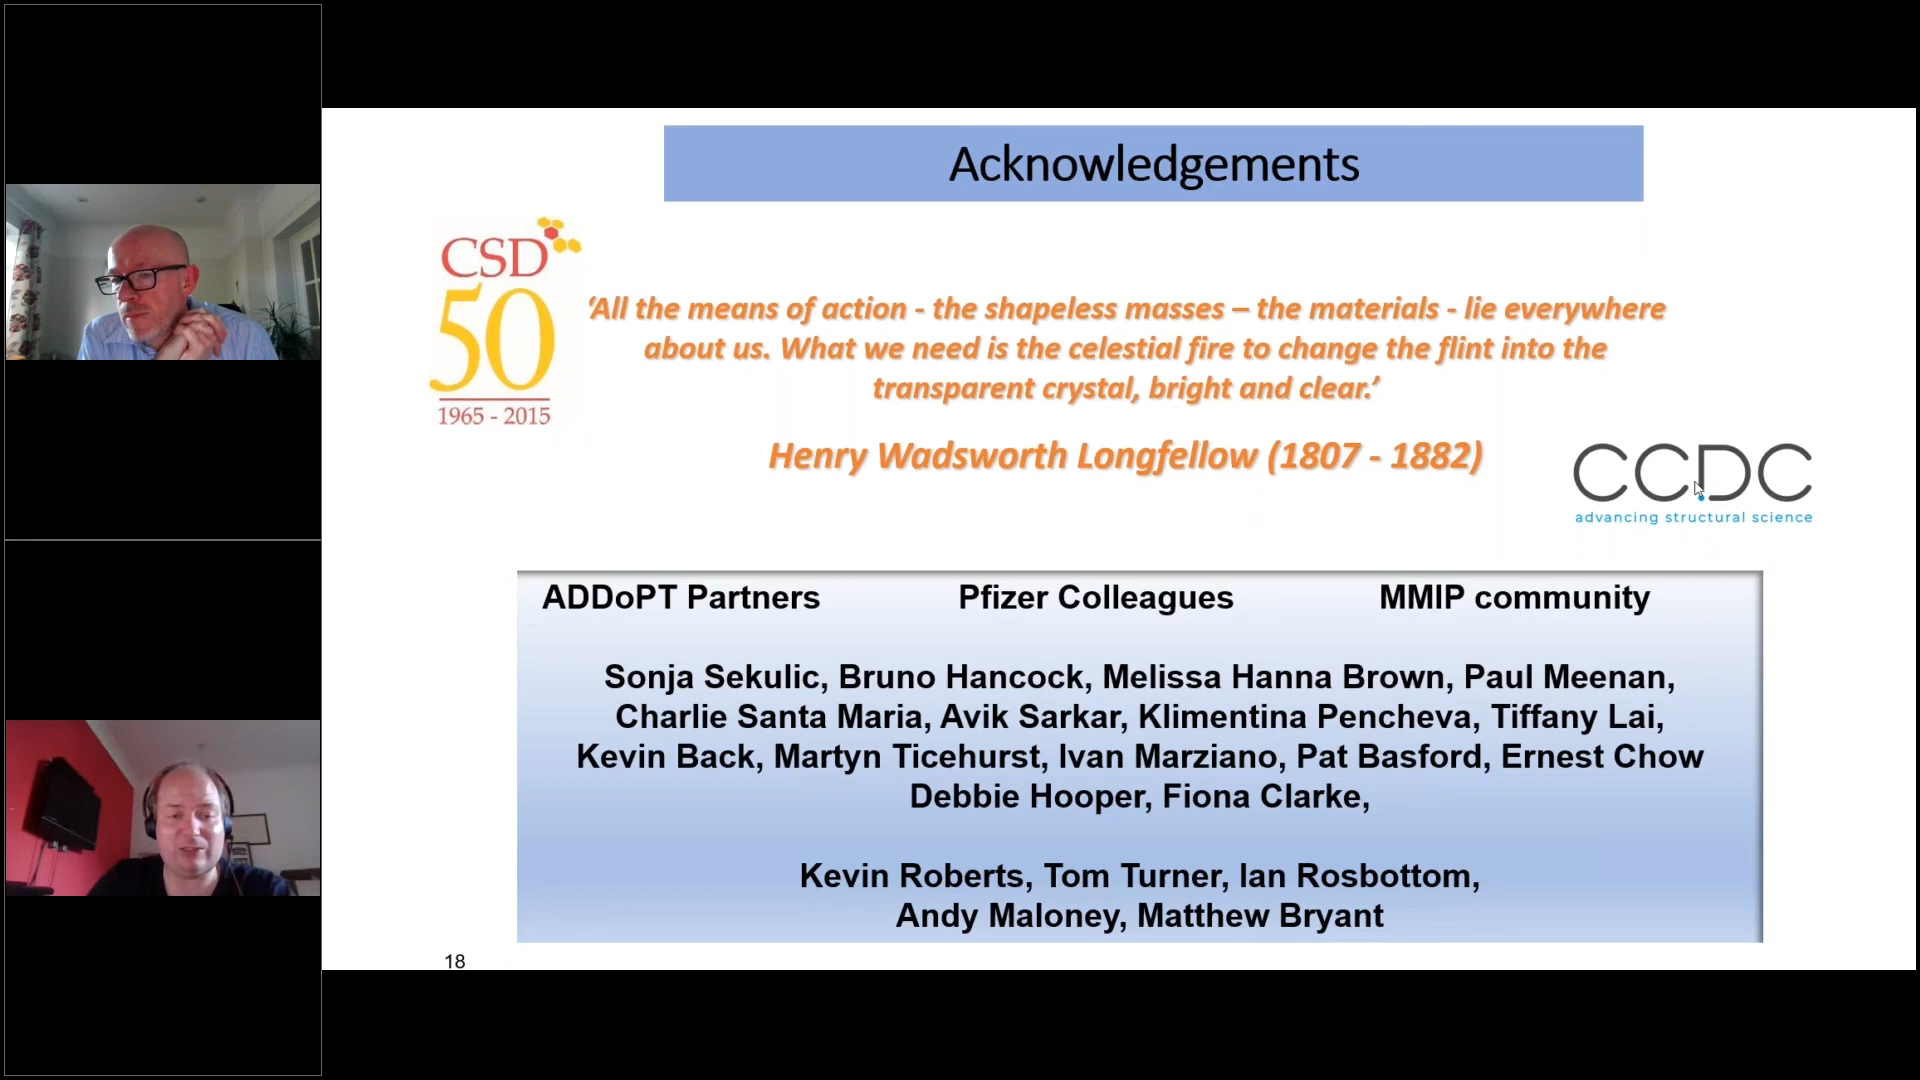 Acknowledgements
CSD
50
1965 - 2015
‘All the means of action - the shapeless masses – the materials - lie everywhere
about us. What we need is the celestial fire to change the flint into the
transparent crystal, bright and clear.’
Henry Wadsworth Longfellow (1807 - 1882)
CCDC
advancing structural science
ADDoPT Partners Pfizer Colleagues MMIP community
Sonja Sekulic, Bruno Hancock, Melissa Hanna Brown, Paul Meenan,
Charlie Santa Maria, Avik Sarkar, Klimentina Pencheva, Tiffany Lai,
Kevin Back, Martyn Ticehurst, Ivan Marziano, Pat Basford, Ernest Chow
Debbie Hooper, Fiona Clarke,
Kevin Roberts, Tom Turner, Ian Rosbottom,
Andy Maloney, Matthew Bryant
18